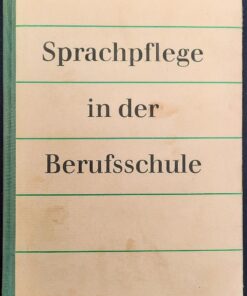 Sprachpflege
in der
Berufsschule